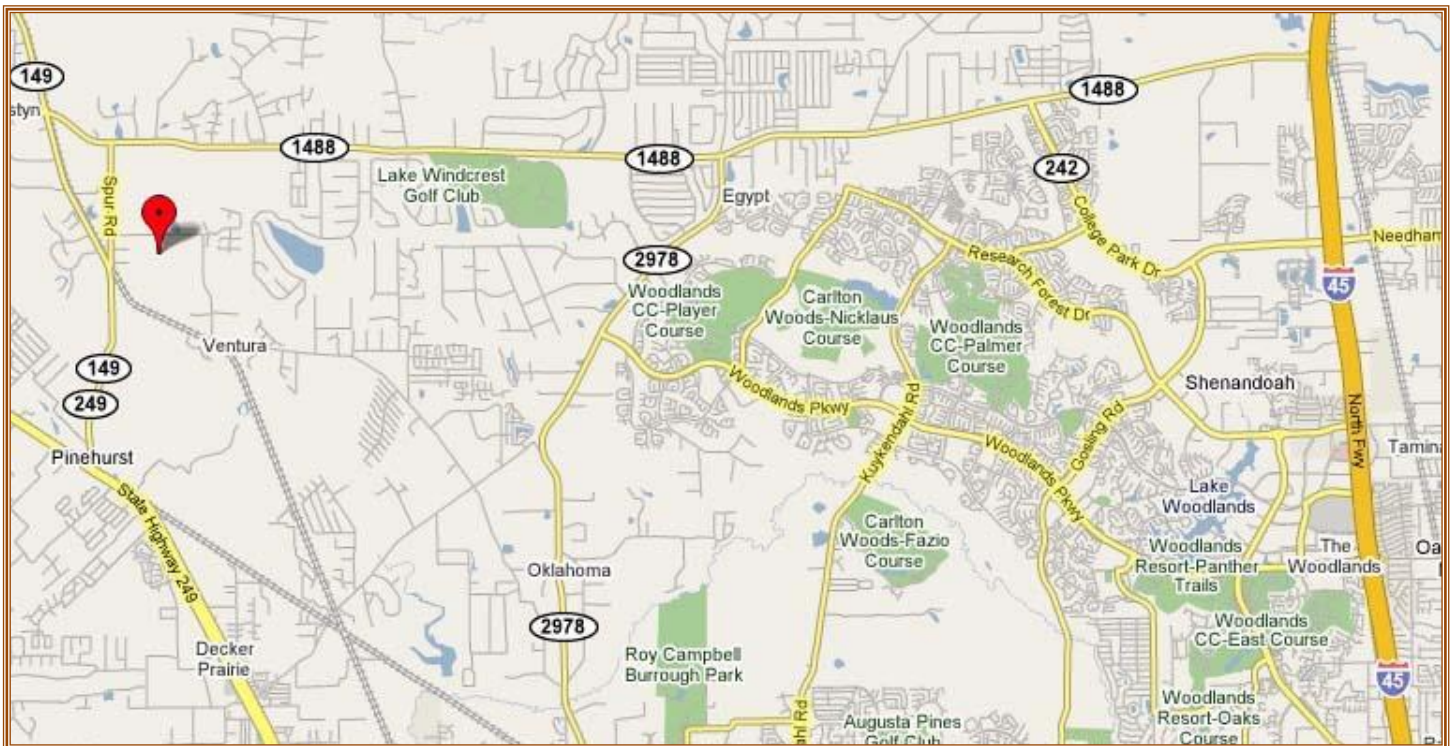 149
styn
1488
1488
1488
242
Lake Windcrest
Golf Club
Egypt
Spur Rd
College Park Dr
Needham
2978
Research Forest Dr
45
Woodlands
CC-Player
Course
Carlton
Woods-Nicklaus
Course
Woodlands
CC-Palmer
Course
Ventura
149
249
Woodlands Pkwy
Kuykendahl Rd
Shenandoah
Gosling Rd
North Fwy
Pinehurst
Woodlands Pkwy
Tamina
State Highway 249
Lake
Woodlands
Carlton
Woods-Fazio
Course
Oklahoma
Woodlands
Resort-Panther
Trails
The
Woodlands
Oa
2978
Woodlands
CC-East Course
Decker
Prairie
Roy Campbell
Burrough Park
45
Woodlands
Resort-Oaks
Course
ahl Rd
Augusta Pines
Golf Club